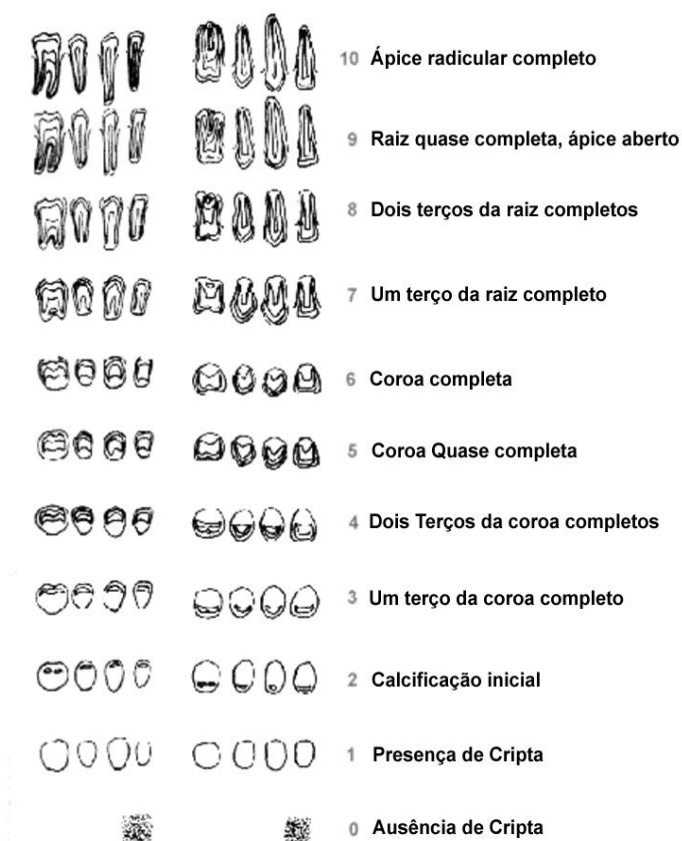 10 Ápice radicular completo
9 Raiz quase completa, ápice aberto
8 Dois terços da raiz completos
7 Um terço da raiz completo
6 Coroa completa
5 Coroa Quase completa
4 Dois Terços da coroa completos
3 Um terço da coroa completo
2 Calcificação inicial
1 Presença de Cripta
0 Ausência de Cripta